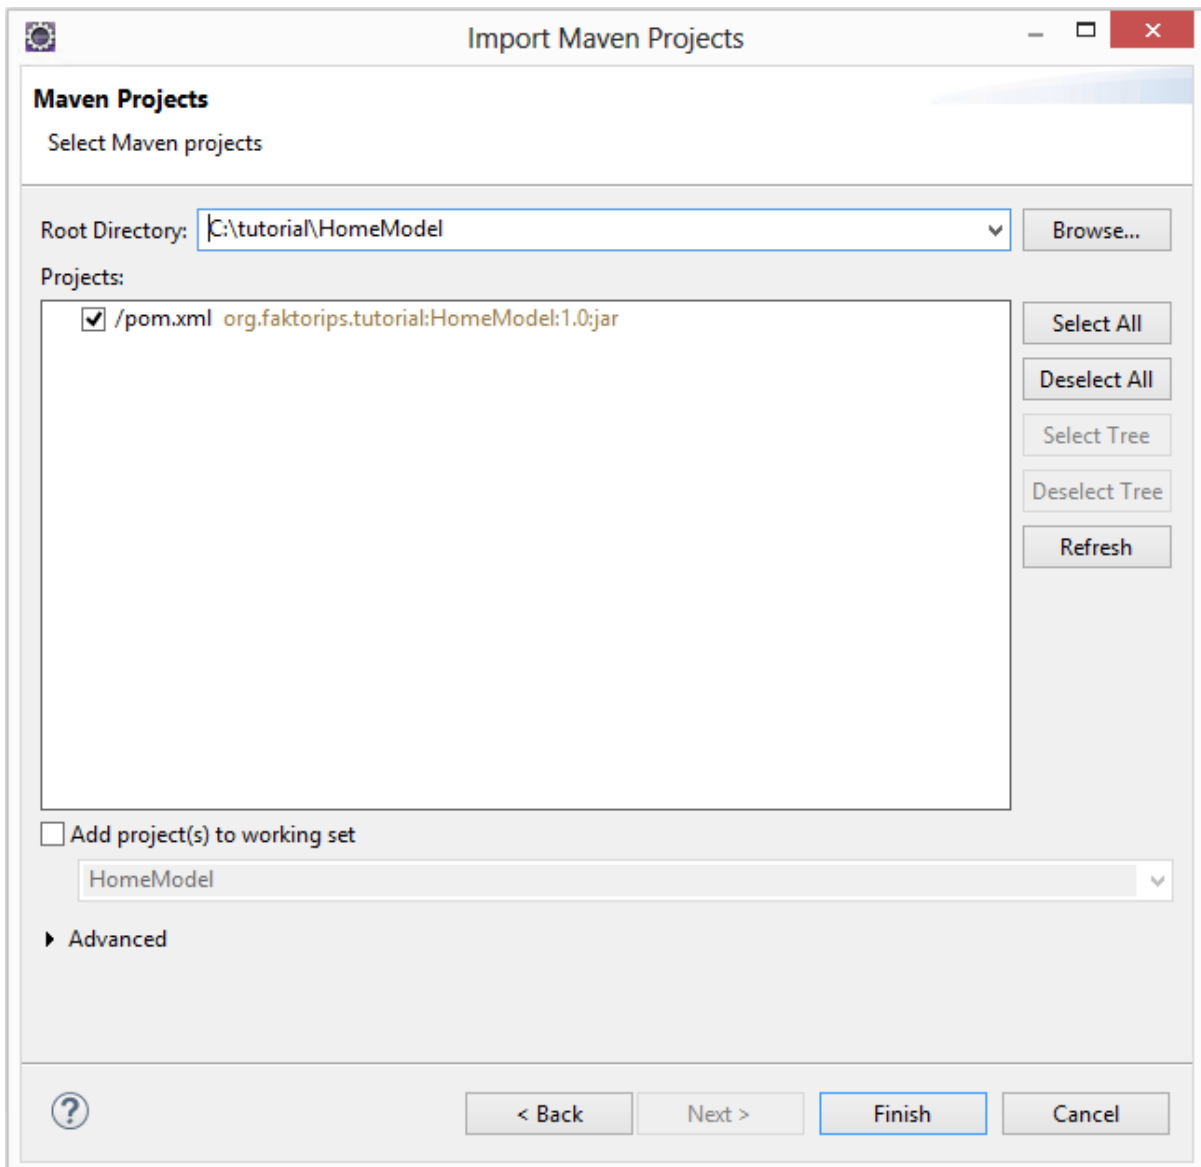 Import Maven Projects
Maven Projects
Select Maven projects
Root Directory: C:\tutorial\HomeModel Browse...
Projects:
/pom.xml org.faktorips.tutorial:HomeModel:1.0:jar
Select All
Deselect All
Select Tree
Deselect Tree
Refresh
Add project(s) to working set
HomeModel
Advanced
? < Back Next > Finish Cancel